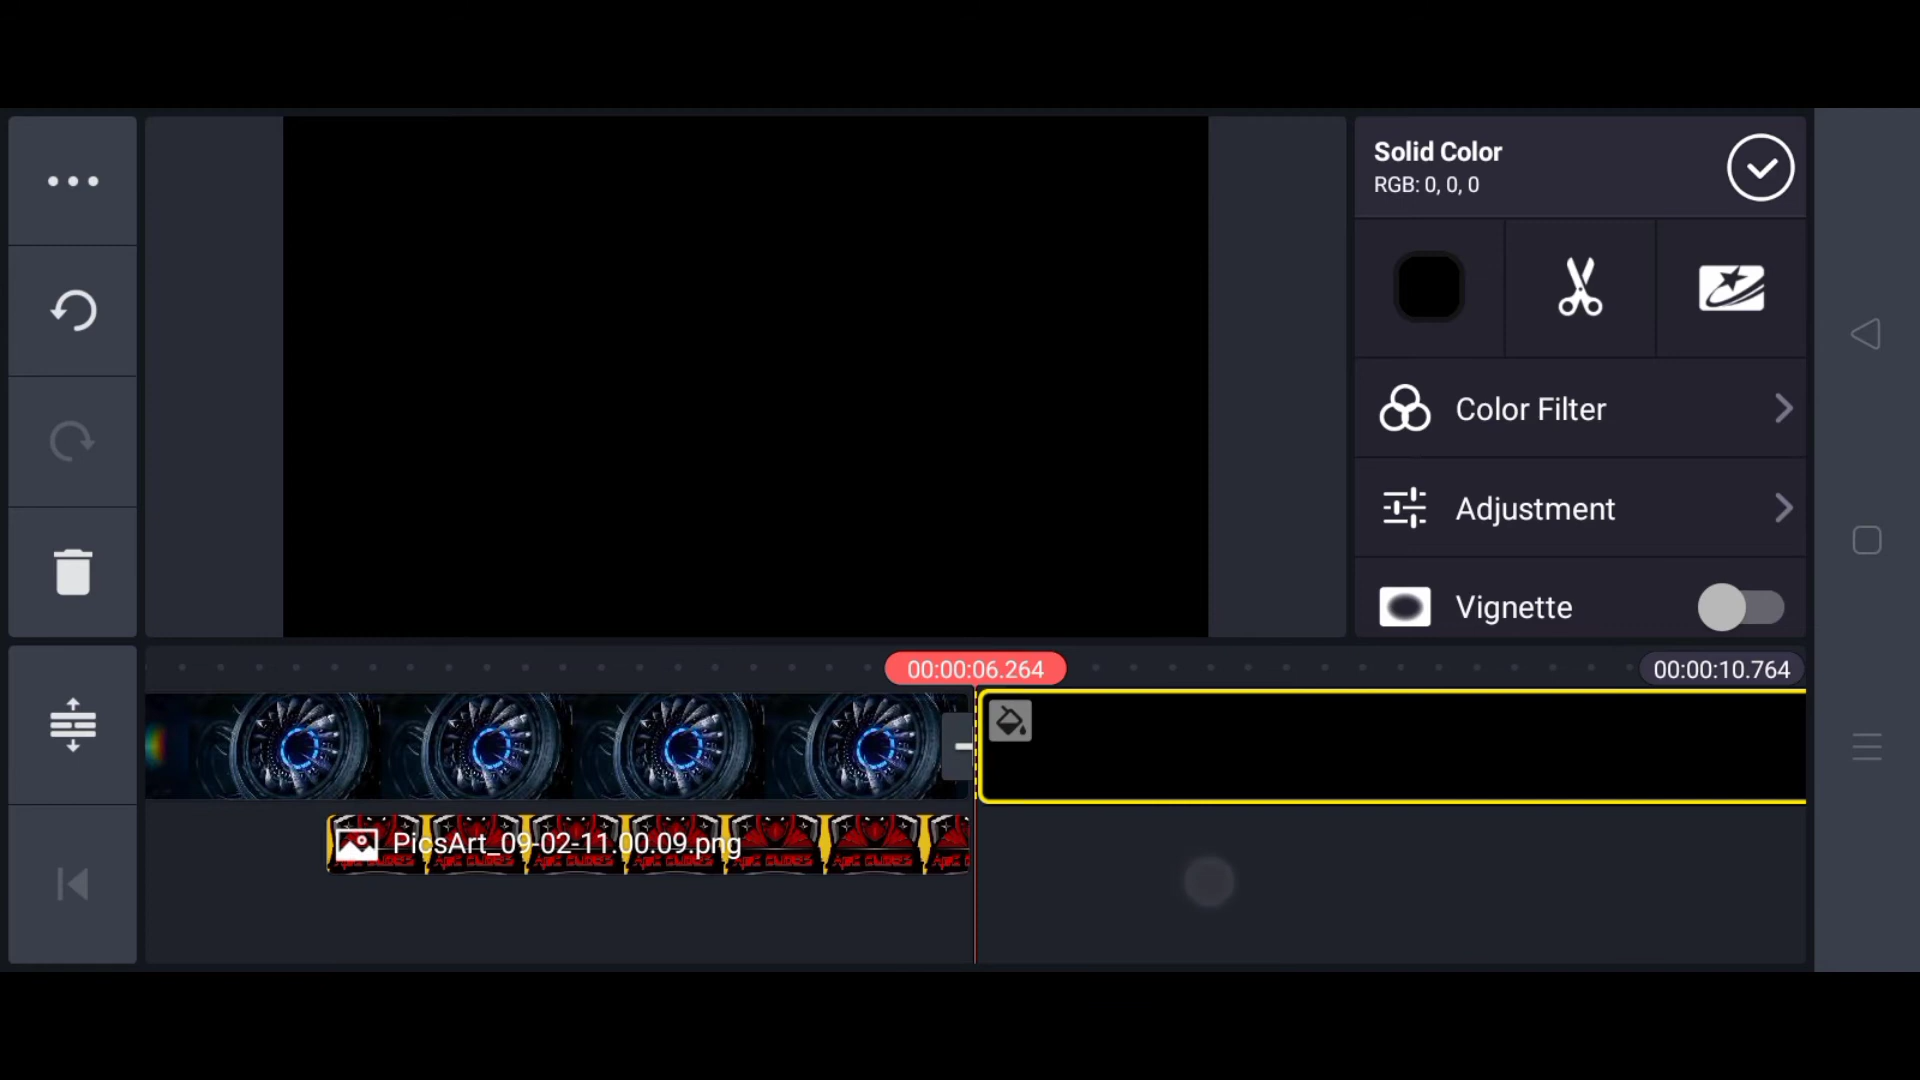 Solid Color
RGB: 0, 0, 0
Color Filter
Adjustment
Vignette
00:00:06.264
00:00:10.764
PicsArt_09-02-11.00.09.png